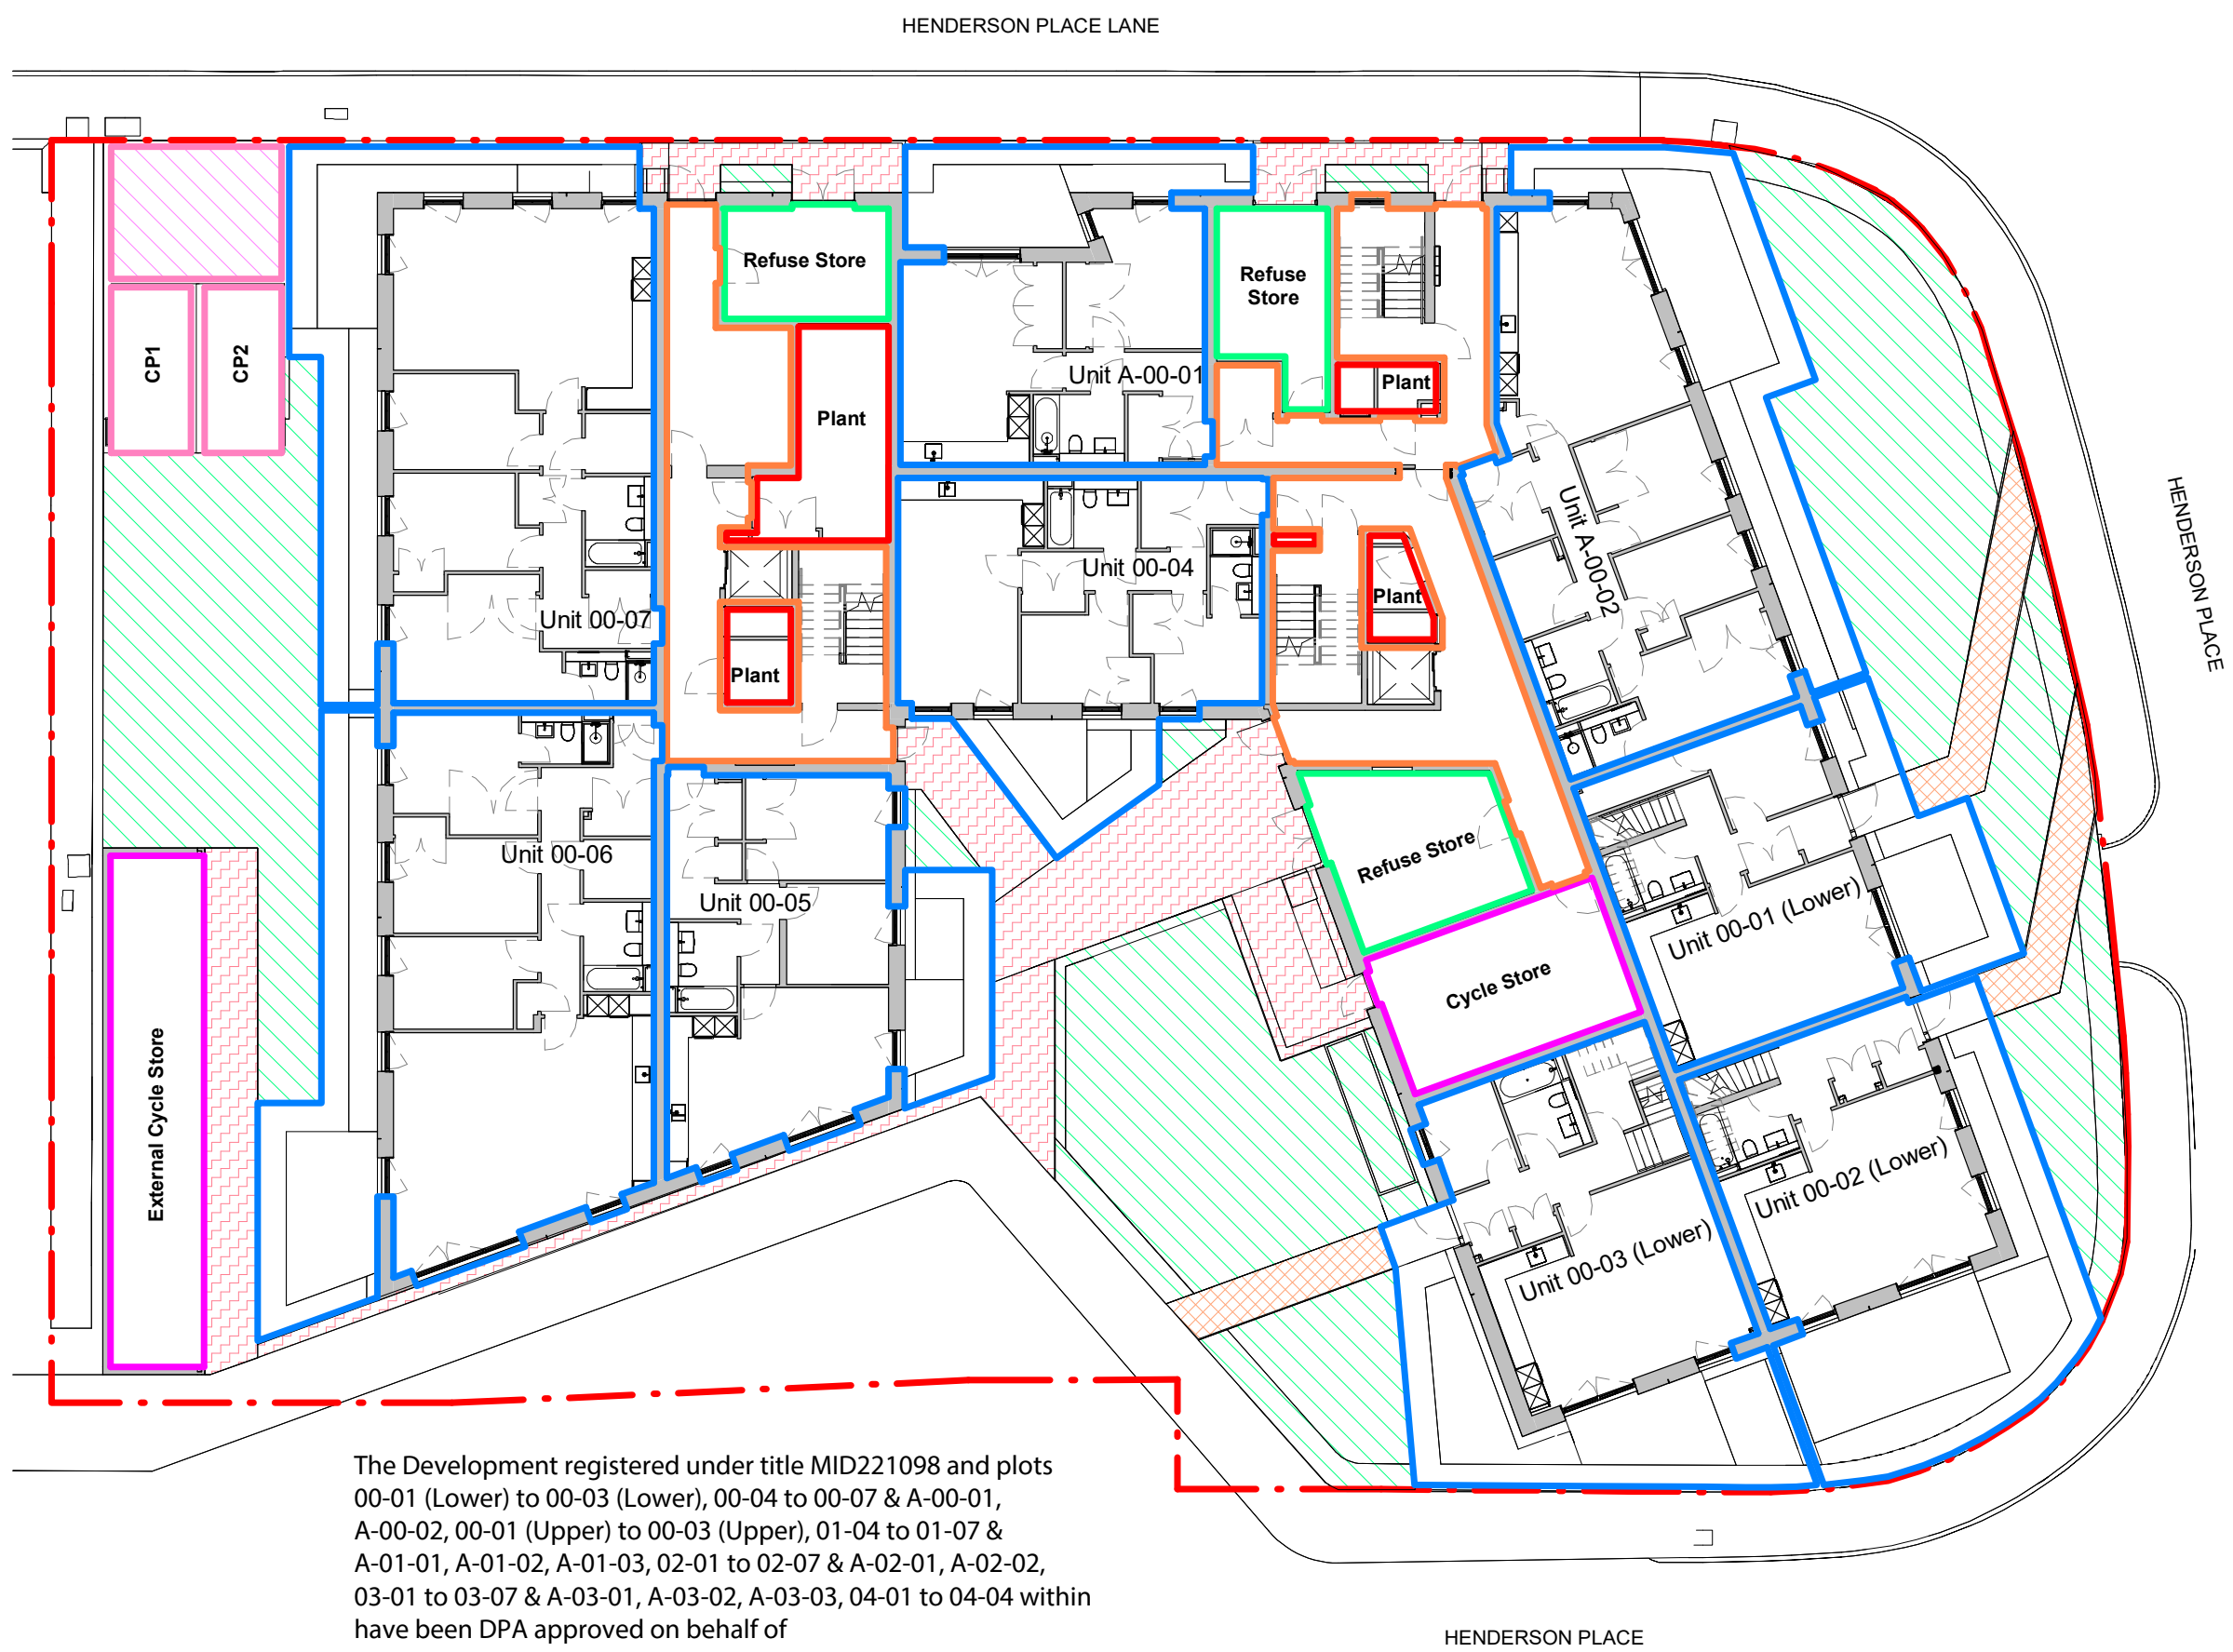 HENDERSON PLACE LANE
Refuse Store
Refuse
Store
CP1
CP2
Plant
Unit A-00-01
Plant
HENDERSON PLACE
Unit A-00-02
Unit 00-04
Plant
Unit 00-07
Plant
Unit 00-06
Unit 00-05
Refuse Store
Unit 00-01 (Lower)
Cycle Store
External Cycle Store
Unit 00-02 (Lower)
Unit 00-03 (Lower)
The Development registered under title MID221098 and plots
00-01 (Lower) to 00-03 (Lower), 00-04 to 00-07 & A-00-01,
A-00-02, 00-01 (Upper) to 00-03 (Upper), 01-04 to 01-07 &
A-01-01, A-01-02, A-01-03, 02-01 to 02-07 & A-02-01, A-02-02,
03-01 to 03-07 & A-03-01, A-03-02, A-03-03, 04-01 to 04-04 within
have been DPA approved on behalf of
HENDERSON PLACE